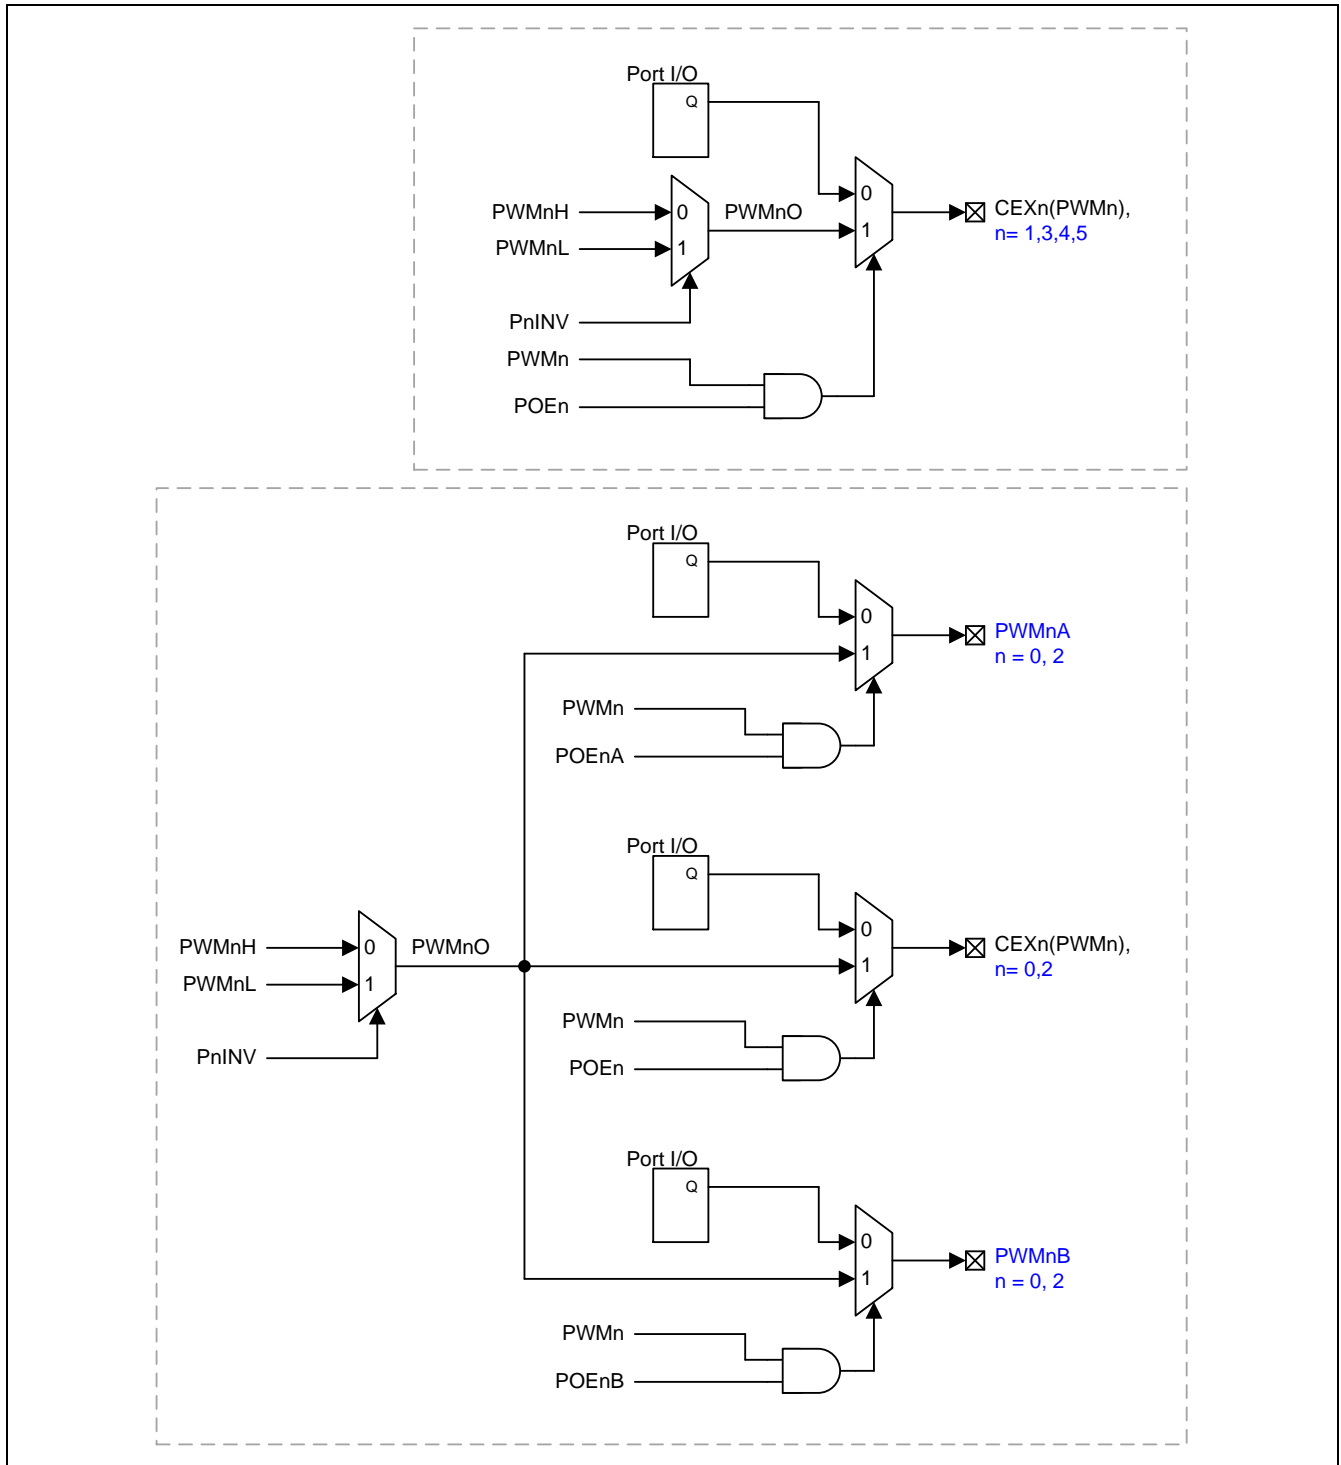 Port I/O
Q
0
PWMnH
0
PWMnO
CEXn(PWMn),
PWMnL
1
1
n= 1,3,4,5
PnINV
PWMn
POEn
Port I/O
Q
0
PWMnA
1
n = 0, 2
PWMn
POEnA
Port I/O
Q
0
PWMnH
0
PWMnO
CEXn(PWMn),
1
n= 0,2
PWMnL
1
PWMn
PnINV
POEn
Port I/O
Q
0
PWMnB
1
n = 0, 2
PWMn
POEnB